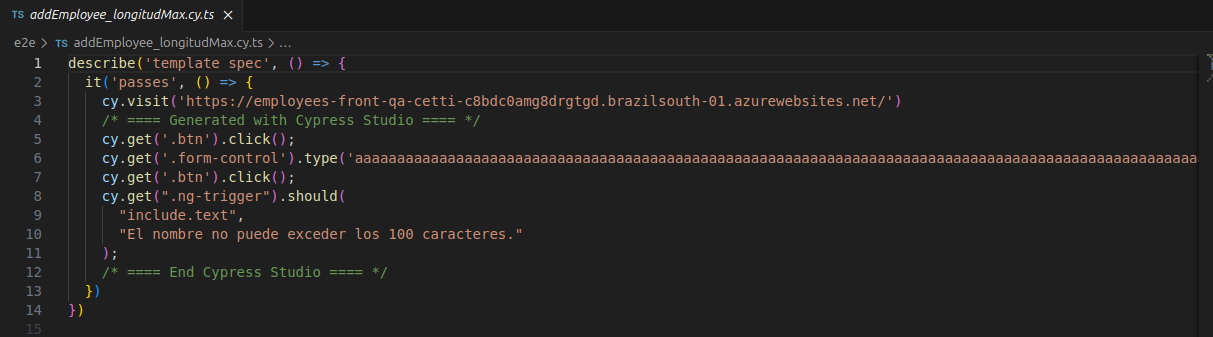 TS addEmployee_longitudMax.cy.ts ×
e2e > TS addEmployee_longitudMax.cy.ts > ...
1 describe('template spec', () => {
2 it('passes', () => {
3 cy.visit('https://employees-front-qa-cetti-c8bdc0amg8drgtgd.brazilsouth-01.azurewebsites.net/')
4 /* ==== Generated with Cypress Studio ==== */
5 cy.get('.btn').click();
6 cy.get('.form-control').type('aaaaaaaaaaaaaaaaaaaaaaaaaaaaaaaaaaaaaaaaaaaaaaaaaaaaaaaaaaaaaaaaaaaaaaaaaaaaaaaaaaaaaaaaaaaaaaaaaaaa
7 cy.get('.btn').click();
8 cy.get(".ng-trigger").should(
9 "include.text",
10 "El nombre no puede exceder los 100 caracteres."
11 );
12 /* ==== End Cypress Studio ==== */
13 })
14 })
15